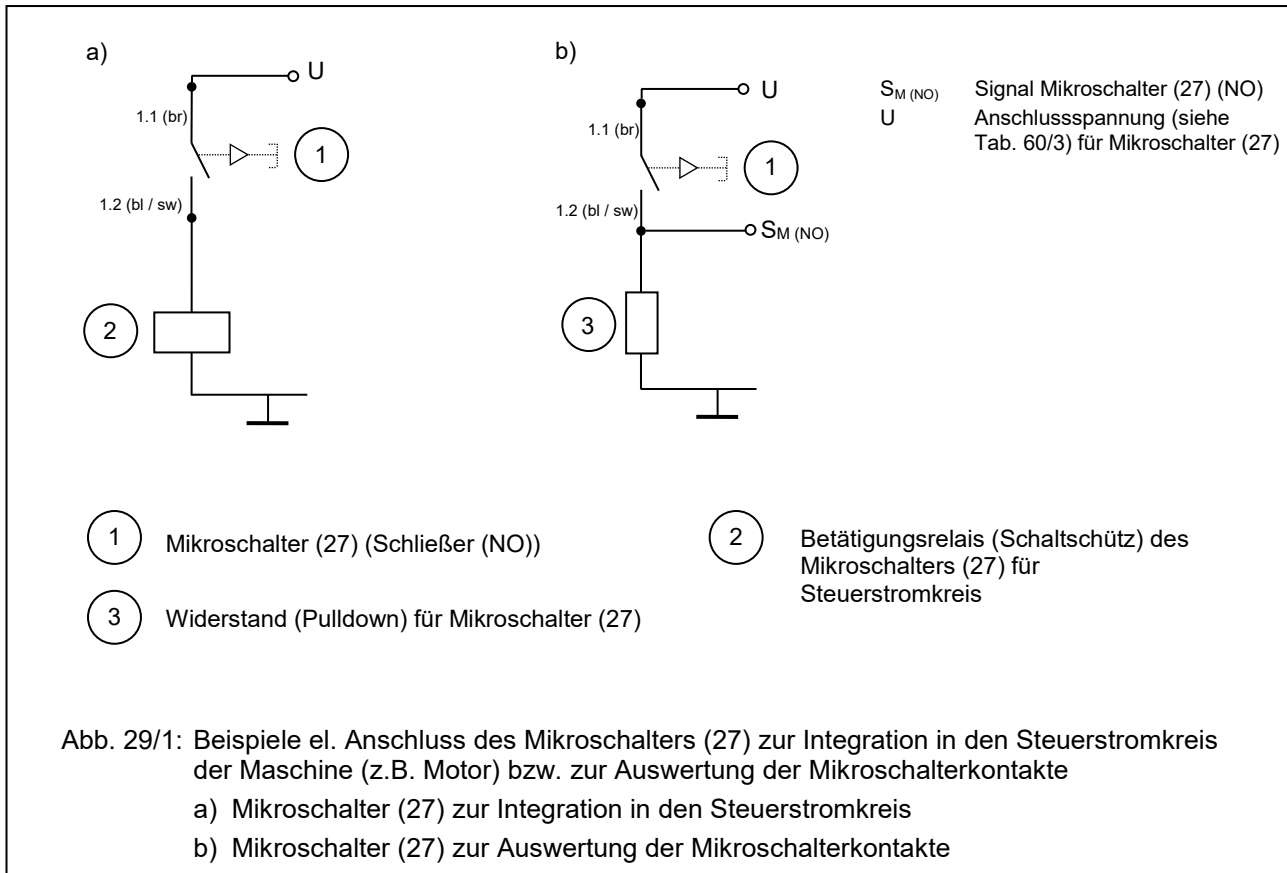 a)
U
1.1 (br)
1
1.2 (bl / sw)
2
b)
U
1.1 (br)
1
1.2 (bl / sw)
SM (NO)
3
SM (NO) Signal Mikroschalter (27) (NO)
U Anschlussspannung (siehe
Tab. 60/3) für Mikroschalter (27)
1 Mikroschalter (27) (Schließer (NO))
2 Betätigungsrelais (Schaltschütz) des
Mikroschalters (27) für
Steuerstromkreis
3 Widerstand (Pulldown) für Mikroschalter (27)
Abb. 29/1: Beispiele el. Anschluss des Mikroschalters (27) zur Integration in den Steuerstromkreis
der Maschine (z.B. Motor) bzw. zur Auswertung der Mikroschalterkontakte
a) Mikroschalter (27) zur Integration in den Steuerstromkreis
b) Mikroschalter (27) zur Auswertung der Mikroschalterkontakte